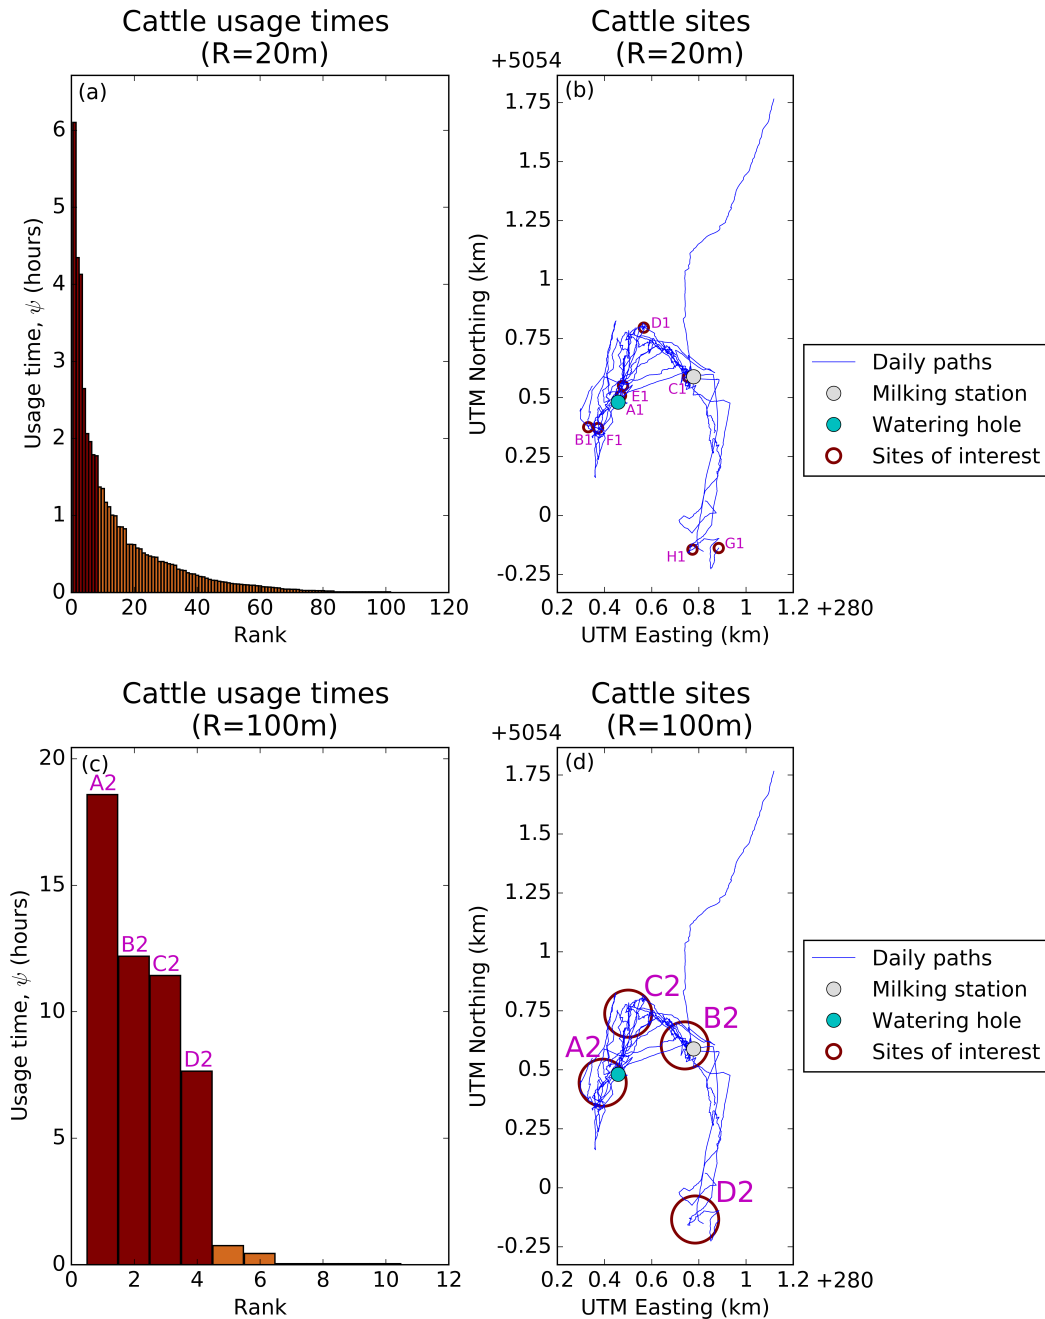 Cattle usage times
(R=20m)
(a)
6
5
4
3
2
1
0
Usage time, ψ (hours)
0 20 40 60 80 100 120
Rank
Cattle sites
(R=20m)
+5054
(b)
1.75
1.5
1.25
1
0.75
0.5
0.25
0
-0.25
UTM Northing (km)
D1
C1
E1
A1
B1 F1
G1
H1
0.2 0.4 0.6 0.8 1 1.2 +280
UTM Easting (km)
Daily paths
Milking station
Watering hole
Sites of interest
Cattle usage times
(R=100m)
(c)
20
15
10
5
0
Usage time, ψ (hours)
A2
B2
C2
D2
0 2 4 6 8 10 12
Rank
Cattle sites
(R=100m)
+5054
(d)
1.75
1.5
1.25
1
0.75
0.5
0.25
0
-0.25
UTM Northing (km)
C2
B2
A2
D2
0.2 0.4 0.6 0.8 1 1.2 +280
UTM Easting (km)
Daily paths
Milking station
Watering hole
Sites of interest